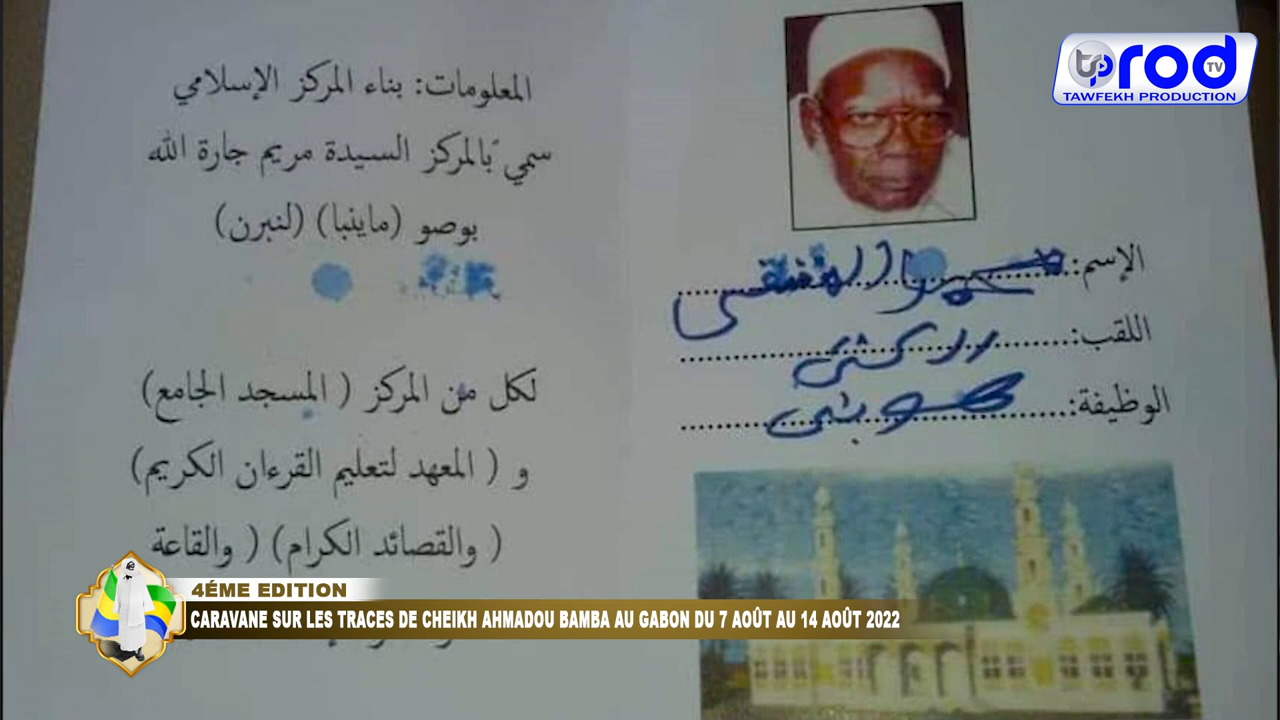 tprod TV
TAWFEKH PRODUCTION
المعلومات: بناء المركز الإسلامي
سمي بالمركز السيدة مريم جارة الله
بوصو (ماينبا) (لنبرن)
لكل من المركز ( المسجد الجامع)
و ( المعهد لتعليم القرءان الكريم)
( والقصائد الكرام) ( والقاعة
الإسم:
اللقب:
الوظيفة:
4ÉME EDITION
CARAVANE SUR LES TRACES DE CHEIKH AHMADOU BAMBA AU GABON DU 7 AOÛT AU 14 AOÛT 2022